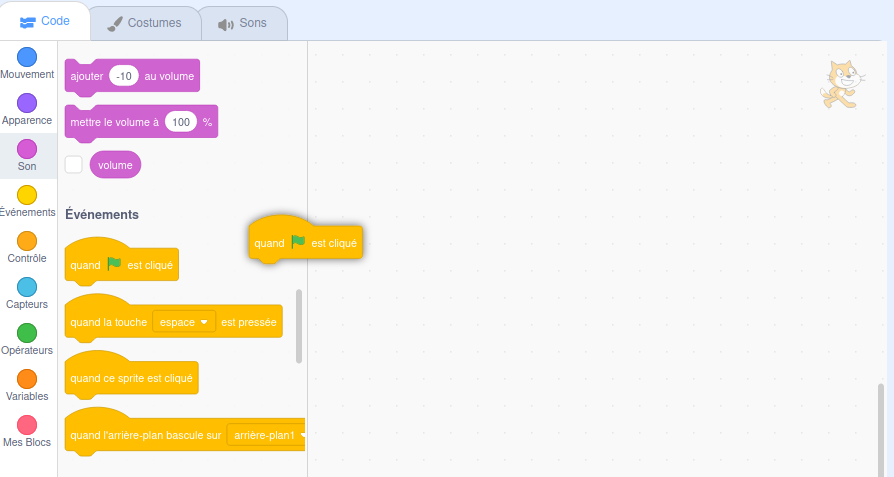 Code
Costumes
Sons
Mouvement
Apparence
Son
Événements
Contrôle
Capteurs
Opérateurs
Variables
Mes Blocs
ajouter -10 au volume
mettre le volume à 100 %
volume
Événements
quand est cliqué
quand la touche espace est pressée
quand ce sprite est cliqué
quand l'arrière-plan bascule sur arrière-plan1
quand est cliqué